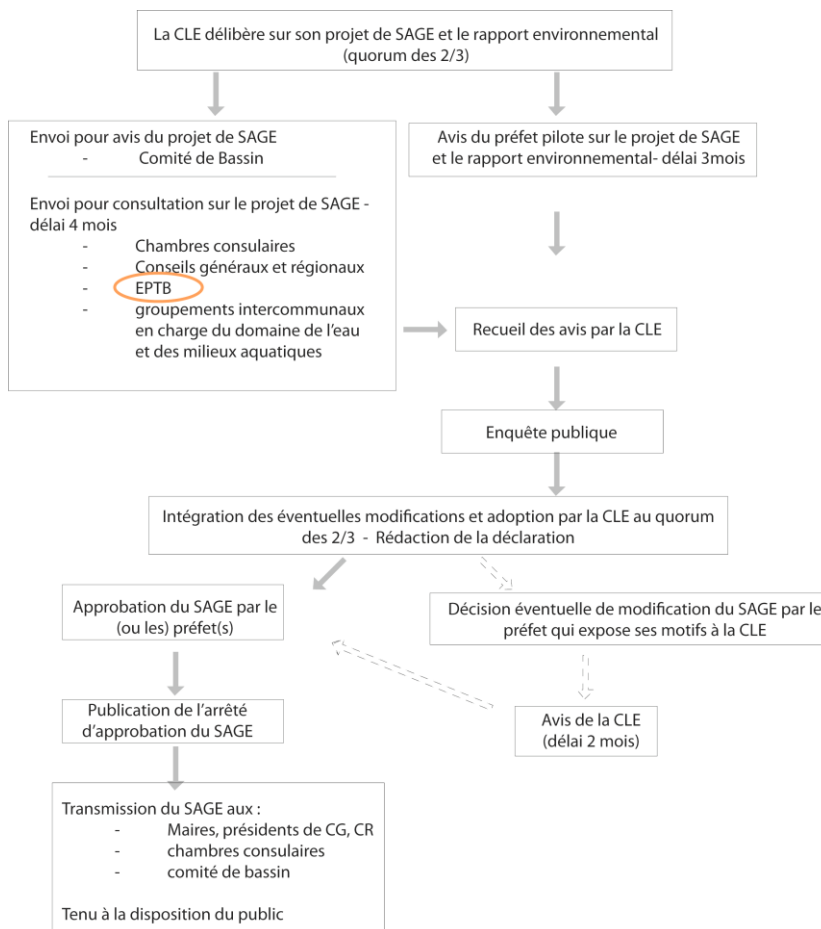 La CLE délibère sur son projet de SAGE et le rapport environnemental
(quorum des 2/3)
Envoi pour avis du projet de SAGE
- Comité de Bassin
Envoi pour consultation sur le projet de SAGE -
délai 4 mois
- Chambres consulaires
- Conseils généraux et régionaux
- EPTB
- groupements intercommunaux
en charge du domaine de l'eau
et des milieux aquatiques
Avis du préfet pilote sur le projet de SAGE
et le rapport environnemental- délai 3mois
Recueil des avis par la CLE
Enquête publique
Intégration des éventuelles modifications et adoption par la CLE au quorum
des 2/3 - Rédaction de la déclaration
Approbation du SAGE par le
(ou les) préfet(s)
Décision éventuelle de modification du SAGE par le
préfet qui expose ses motifs à la CLE
Publication de l'arrêté
d'approbation du SAGE
Avis de la CLE
(délai 2 mois)
Transmission du SAGE aux :
- Maires, présidents de CG, CR
- chambres consulaires
- comité de bassin
Tenu à la disposition du public